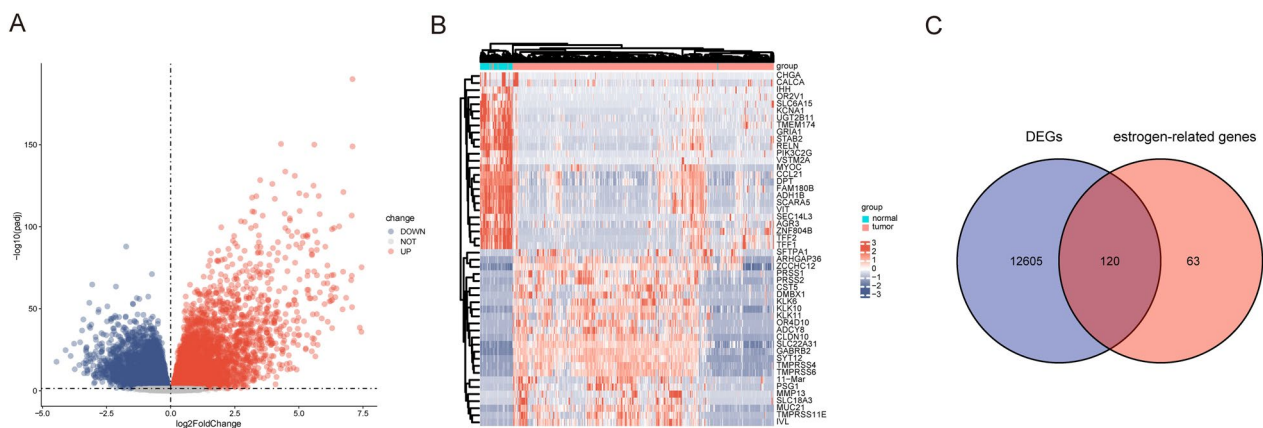 A
−log10(padj)
150
100
50
0
−5.0
−2.5
0.0
2.5
5.0
7.5
log2FoldChange
change
DOWN
NOT
UP
B
group
CHGA
CALCA
IHH
OR2V1
SLC6A15
KCNA1
UGT2B11
TMEM174
GRIA1
STAB2
RELN
PIK3C2G
VSTM2A
MYOC
CCL21
DPT
FAM180B
ADH1B
SCARA5
VIT
SEC14L3
AGR3
ZNF804B
TFF2
TFF1
SFTPA1
ARHGAP36
ZCCHC12
PRSS1
PRSS2
CST5
DMBX1
KLK6
KLK10
KLK11
OR4D10
ADCY8
CLDN10
SLC22A31
GABRB2
SYT12
TMPRSS4
TMPRSS6
11−Mar
PSG1
MMP13
SLC18A3
MUC21
TMPRSS11E
IVL
group
normal
tumor
3
2
1
0
−1
−2
−3
C
DEGs
estrogen-related genes
12605
120
63